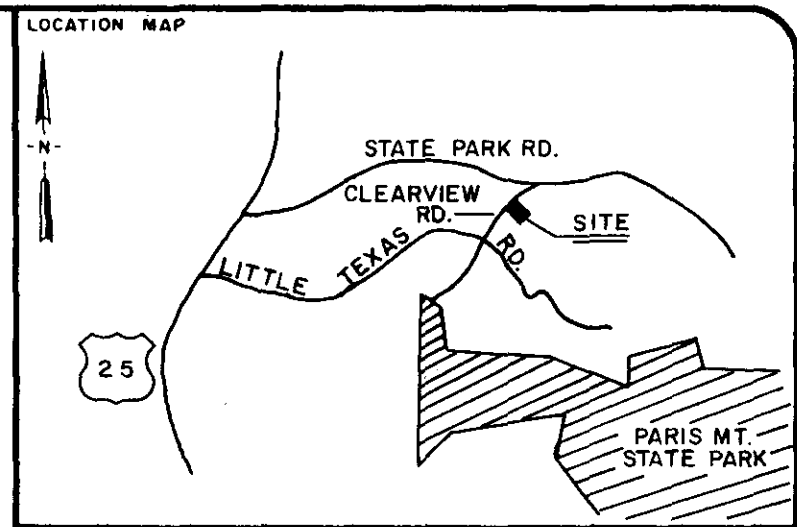 LOCATION MAP
-N-
STATE PARK RD.
CLEARVIEW
RD.
SITE
LITTLE TEXAS RD.
25
PARIS MT.
STATE PARK